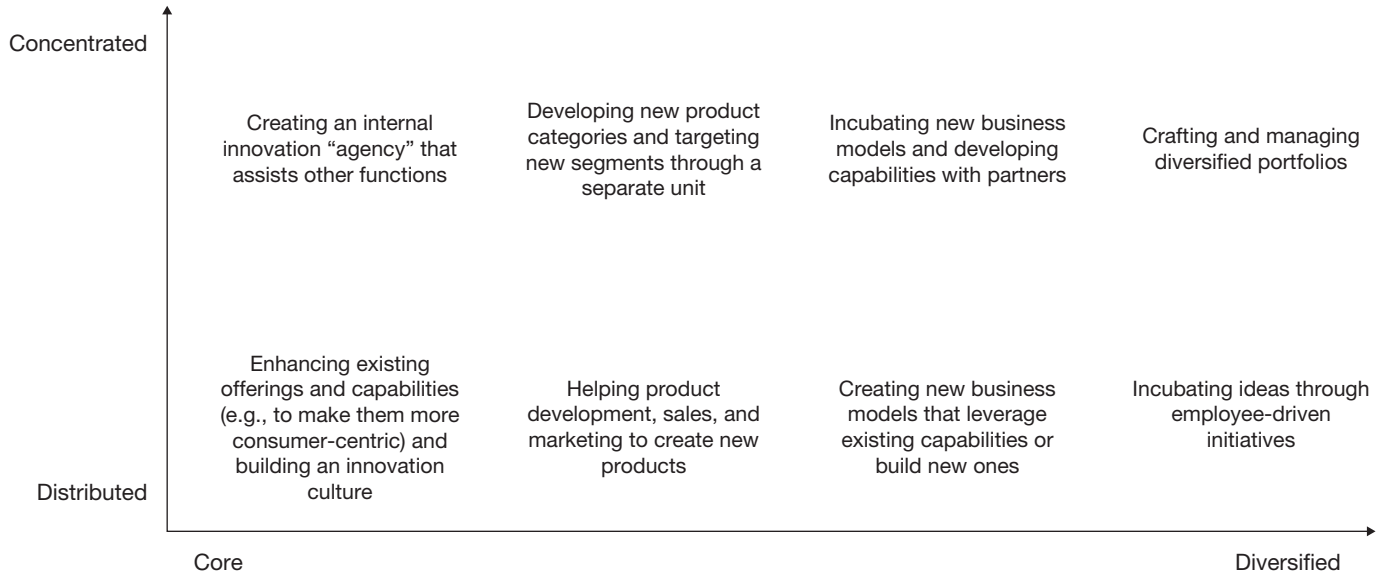 Concentrated
Creating an internal
innovation “agency” that
assists other functions
Developing new product
categories and targeting
new segments through a
separate unit
Incubating new business
models and developing
capabilities with partners
Crafting and managing
diversified portfolios
Enhancing existing
offerings and capabilities
(e.g., to make them more
consumer-centric) and
building an innovation
culture
Helping product
development, sales, and
marketing to create new
products
Creating new business
models that leverage
existing capabilities or
build new ones
Incubating ideas through
employee-driven
initiatives
Distributed
Core
Diversified